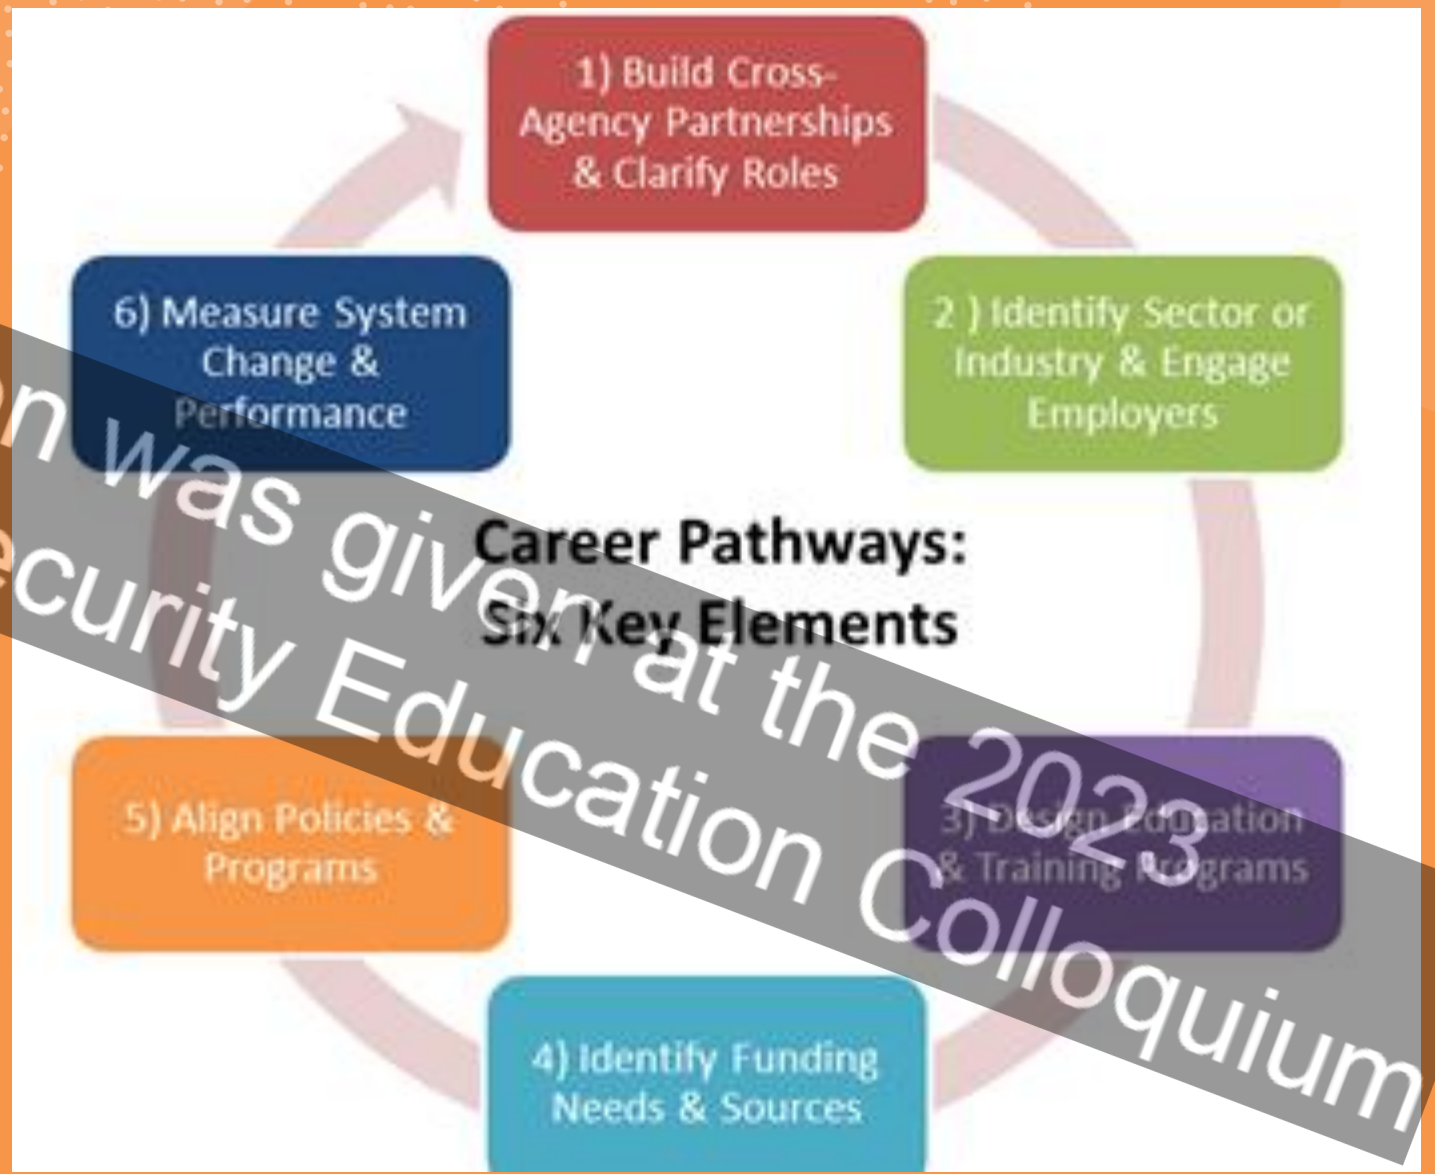 1) Build Cross-
Agency Partnerships
& Clarify Roles
2 ) Identify Sector or
Industry & Engage
Employers
3) Design Education
& Training Programs
4) Identify Funding
Needs & Sources
5) Align Policies &
Programs
6) Measure System
Change &
Performance
Career Pathways:
Six Key Elements
was given at the 2023
Education Colloquium